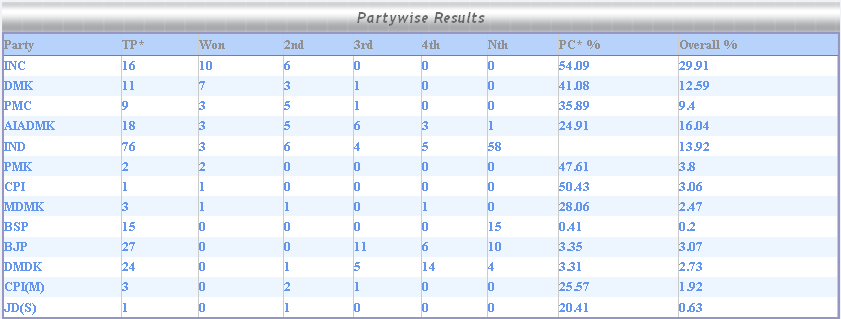 Partywise Results
Party TP* Won 2nd 3rd 4th Nth PC* % Overall %
INC 16 10 6 0 0 0 54.09 29.91
DMK 11 7 3 1 0 0 41.08 12.59
PMC 9 3 5 1 0 0 35.89 9.4
AIADMK 18 3 5 6 3 1 24.91 16.04
IND 76 3 6 4 5 58 13.92
PMK 2 2 0 0 0 0 47.61 3.8
CPI 1 1 0 0 0 0 50.43 3.06
MDMK 3 1 1 0 1 0 28.06 2.47
BSP 15 0 0 0 0 15 0.41 0.2
BJP 27 0 0 11 6 10 3.35 3.07
DMDK 24 0 1 5 14 4 3.31 2.73
CPI(M) 3 0 2 1 0 0 25.57 1.92
JD(S) 1 0 1 0 0 0 20.41 0.63